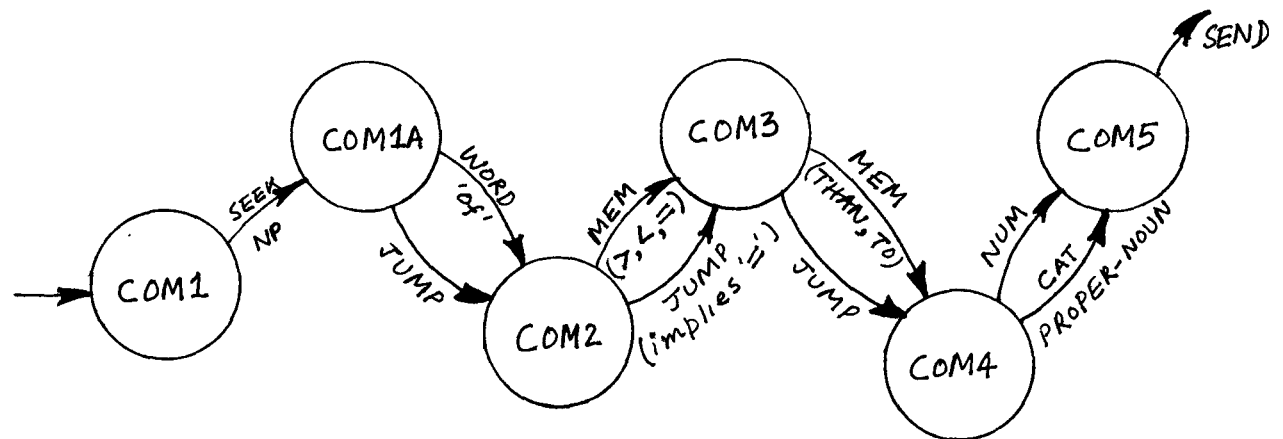 COM1
SEEK
NP
COM1A
WORD
'of'
JUMP
COM2
MEM
(>, <, =)
JUMP
(implies '=')
COM3
MEM
(THAN, TO)
JUMP
COM4
NUM
CAT
PROPER-NOUN
COM5
SEND